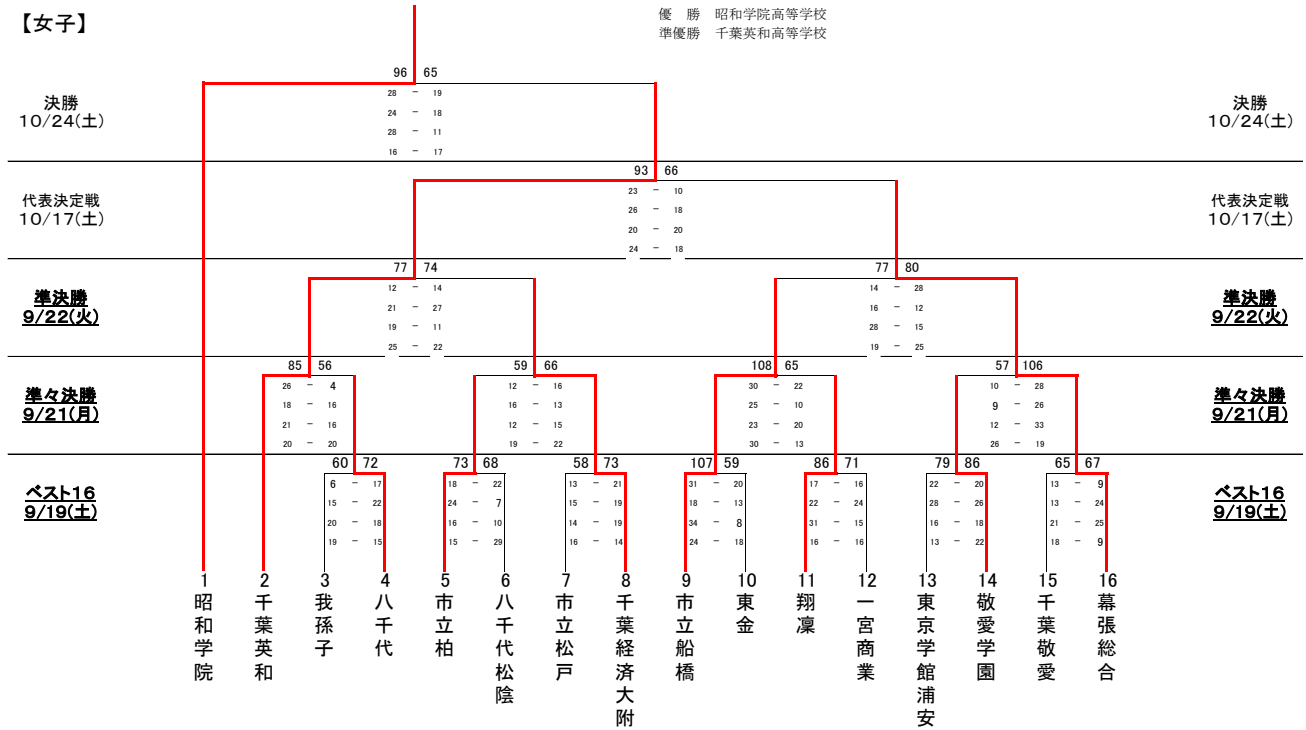 【女子】
優　勝　昭和学院高等学校
準優勝　千葉英和高等学校
96 65
決勝
10/24(土)
28 － 19
24 － 18
28 － 11
16 － 17
決勝
10/24(土)
93 66
代表決定戦
10/17(土)
23 － 10
26 － 18
20 － 20
24 － 18
代表決定戦
10/17(土)
77 74
77 80
準決勝
9/22(火)
12 － 14
21 － 27
19 － 11
25 － 22
14 － 28
16 － 12
28 － 15
19 － 25
準決勝
9/22(火)
85 56
59 66
108 65
57 106
準々決勝
9/21(月)
26 － 4
18 － 16
21 － 16
20 － 20
12 － 16
16 － 13
12 － 15
19 － 22
30 － 22
25 － 10
23 － 20
30 － 13
10 － 28
9 － 26
12 － 33
26 － 19
準々決勝
9/21(月)
60 72
73 68
58 73
107 59
86 71
79 86
65 67
ベスト16
9/19(土)
6 － 17
15 － 22
20 － 18
19 － 15
18 － 22
24 － 7
16 － 10
15 － 29
13 － 21
15 － 19
14 － 19
16 － 14
31 － 20
18 － 13
34 － 8
24 － 18
17 － 16
22 － 24
31 － 15
16 － 16
22 － 20
28 － 26
16 － 18
13 － 22
13 － 9
13 － 24
21 － 25
18 － 9
ベスト16
9/19(土)
1
昭和学院
2
千葉英和
3
我孫子
4
八千代
5
市立柏
6
八千代松陰
7
市立松戸
8
千葉経済大附
9
市立船橋
10
東金
11
翔凜
12
一宮商業
13
東京学館浦安
14
敬愛学園
15
千葉敬愛
16
幕張総合